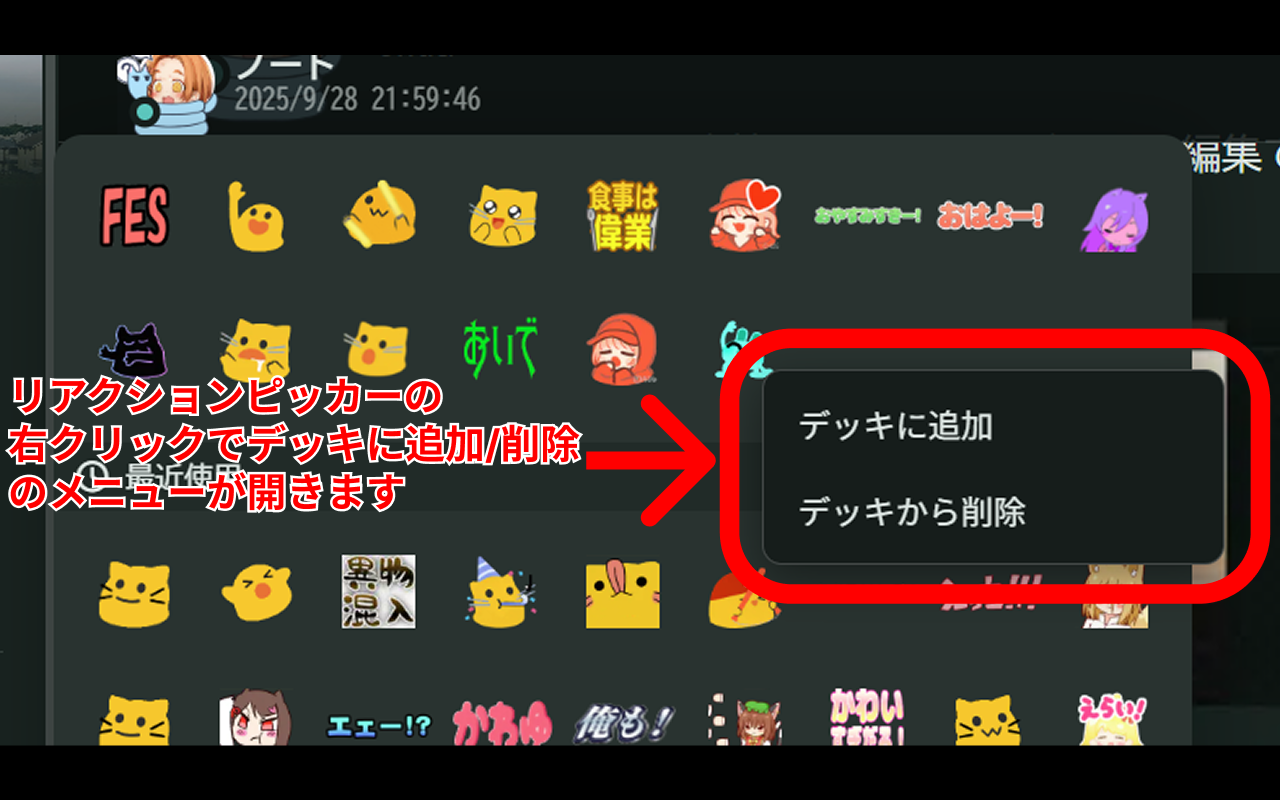 ノート
2025/9/28 21:59:46
編集
FES
食事は
偉業
おやすみすきー!
おはよー!
おいで
リアクションピッカーの
右クリックでデッキに追加/削除
のメニューが開きます
デッキに追加
デッキから削除
最近使用
異物
混入
エェー!?
かわゆ
俺も!
かわい
すぎだろ!
えらい!